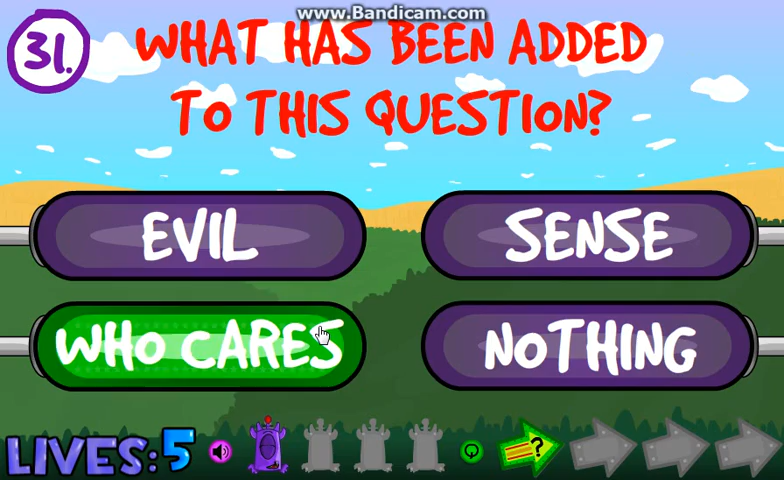 www.Bandicam.com
31.
WHAT HAS BEEN ADDED
TO THIS QUESTION?
EVIL
SENSE
WHO CARES
NOTHING
LIVES:5
?